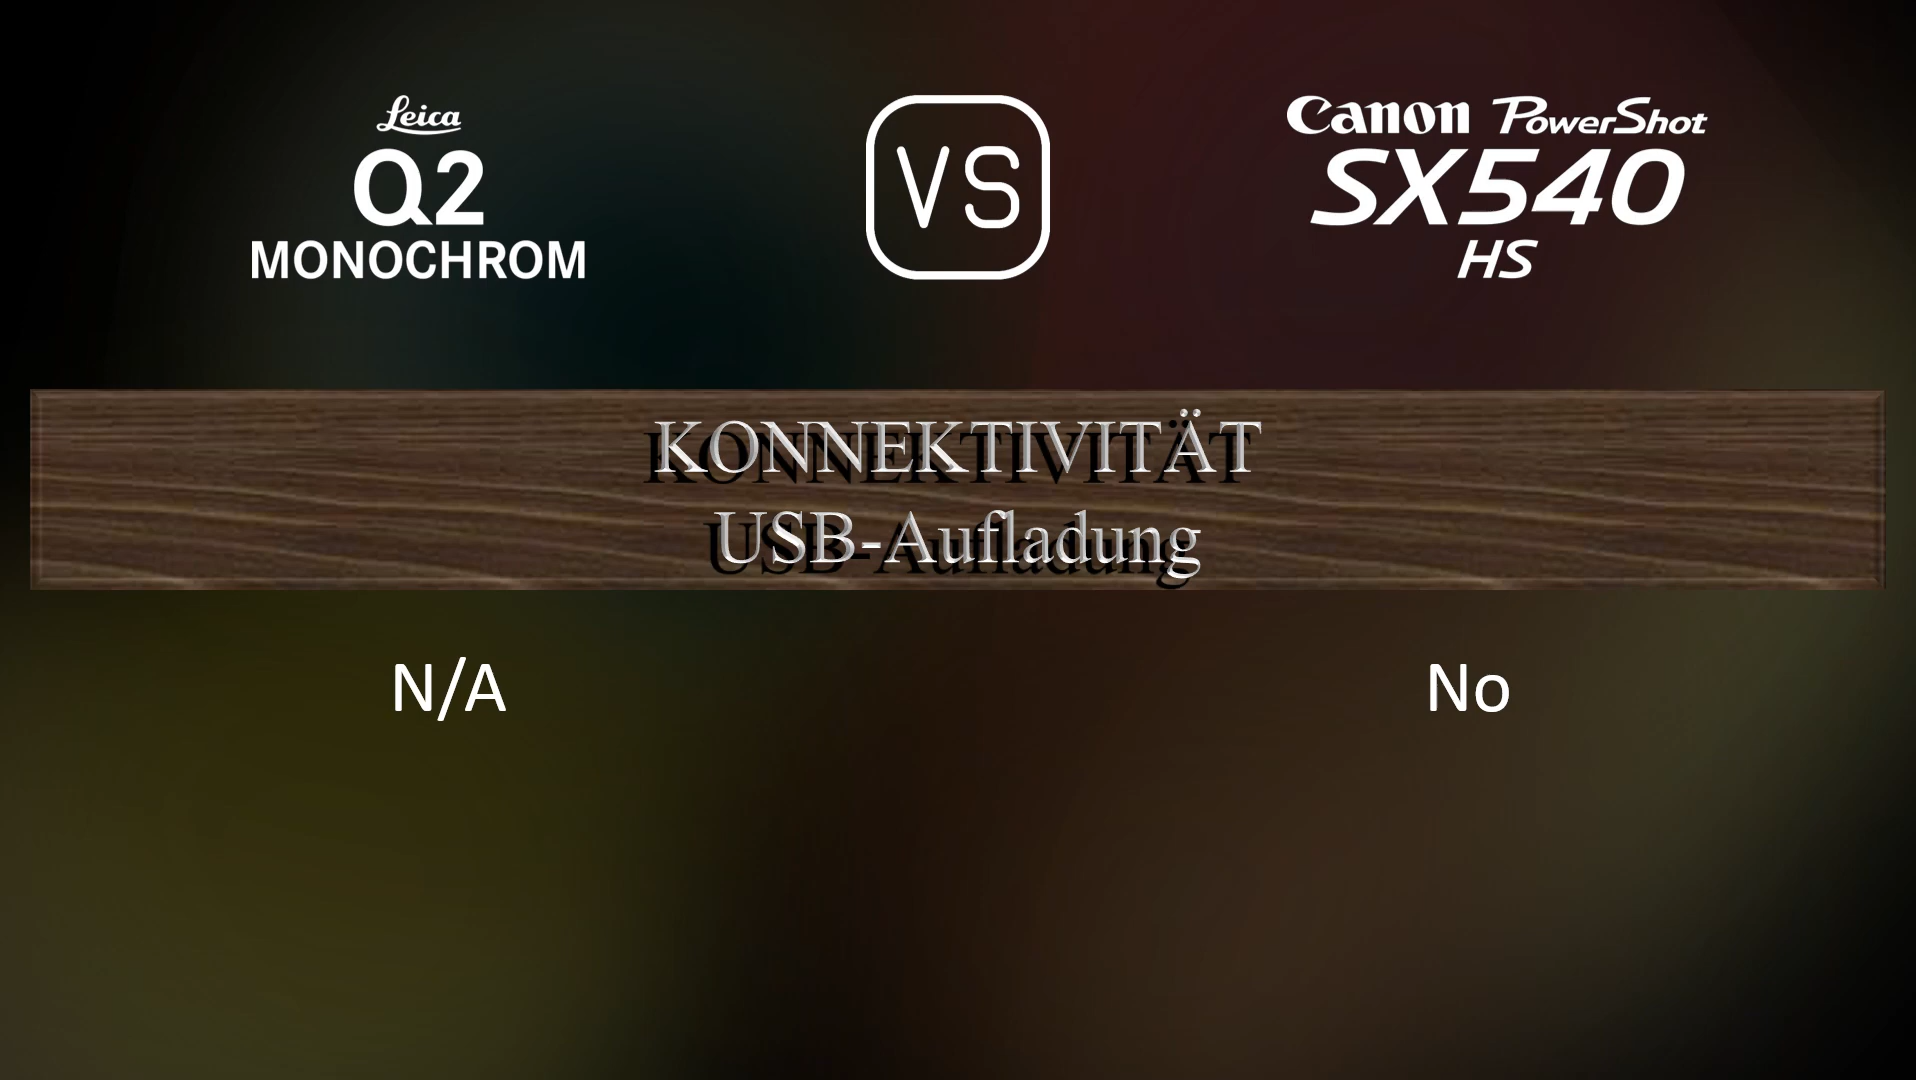 Leica
Q2
MONOCHROM
VS
Canon PowerShot
SX540
HS
KONNEKTIVITÄT
USB-Aufladung
N/A
No